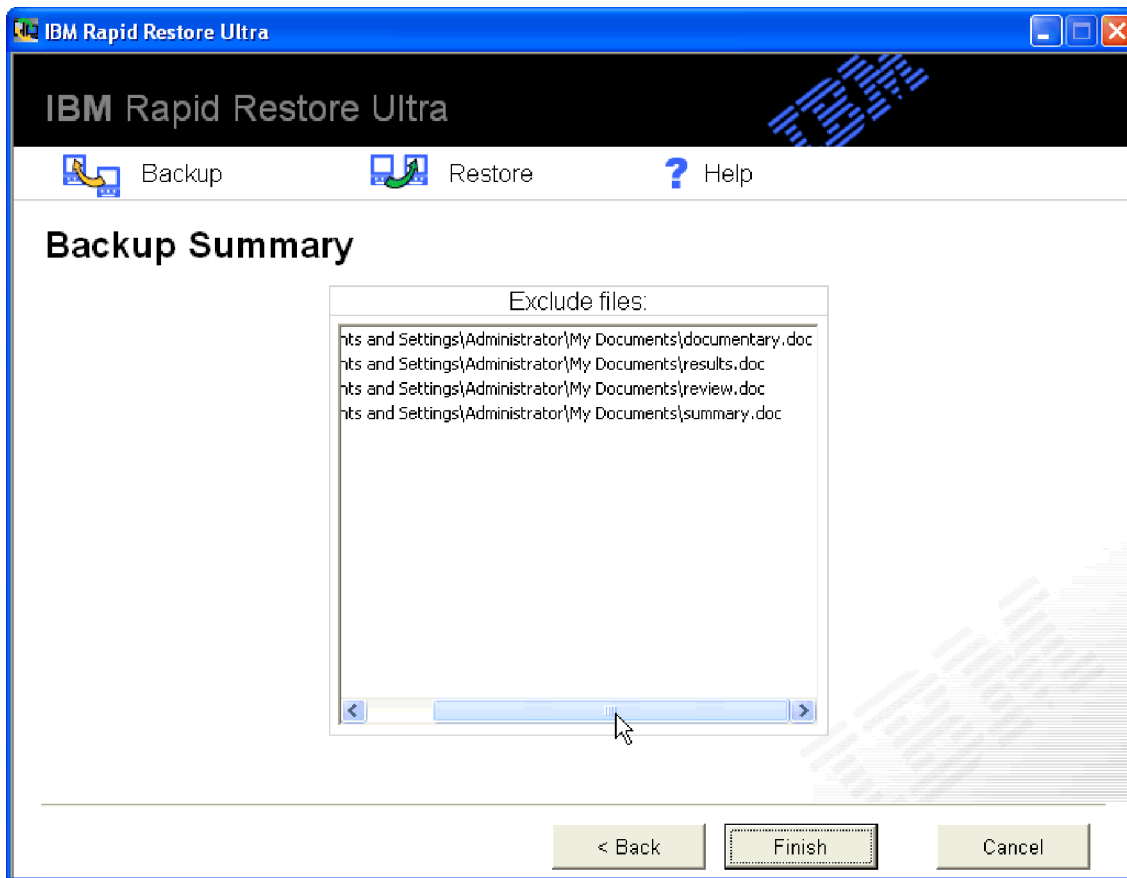 IBM Rapid Restore Ultra
IBM Rapid Restore Ultra
IBM
Backup Restore ? Help
Backup Summary
Exclude files:
nts and Settings\Administrator\My Documents\documentary.doc
nts and Settings\Administrator\My Documents\results.doc
nts and Settings\Administrator\My Documents\review.doc
nts and Settings\Administrator\My Documents\summary.doc
IBM
< Back Finish Cancel